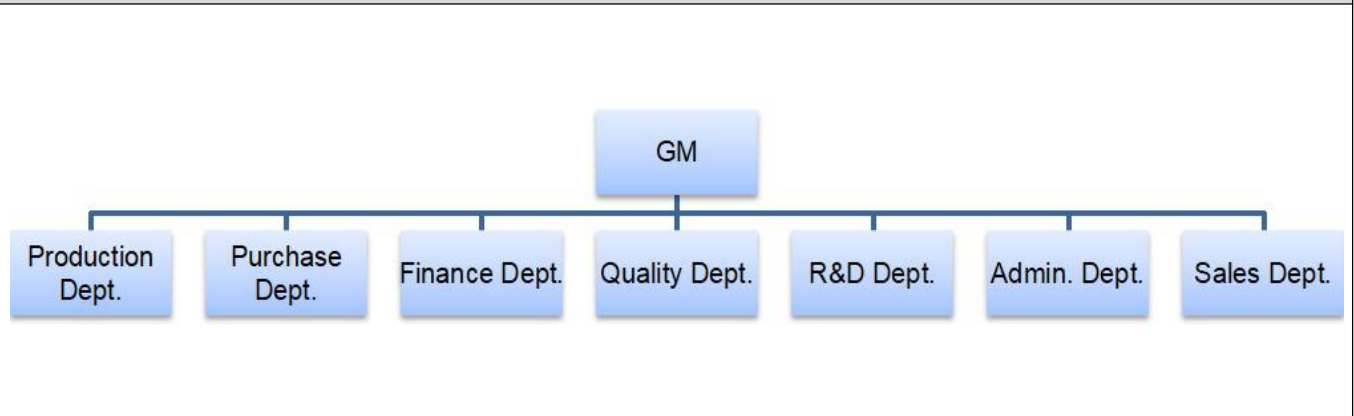 GM
Production
Dept.
Purchase
Dept.
Finance Dept.
Quality Dept.
R&D Dept.
Admin. Dept.
Sales Dept.